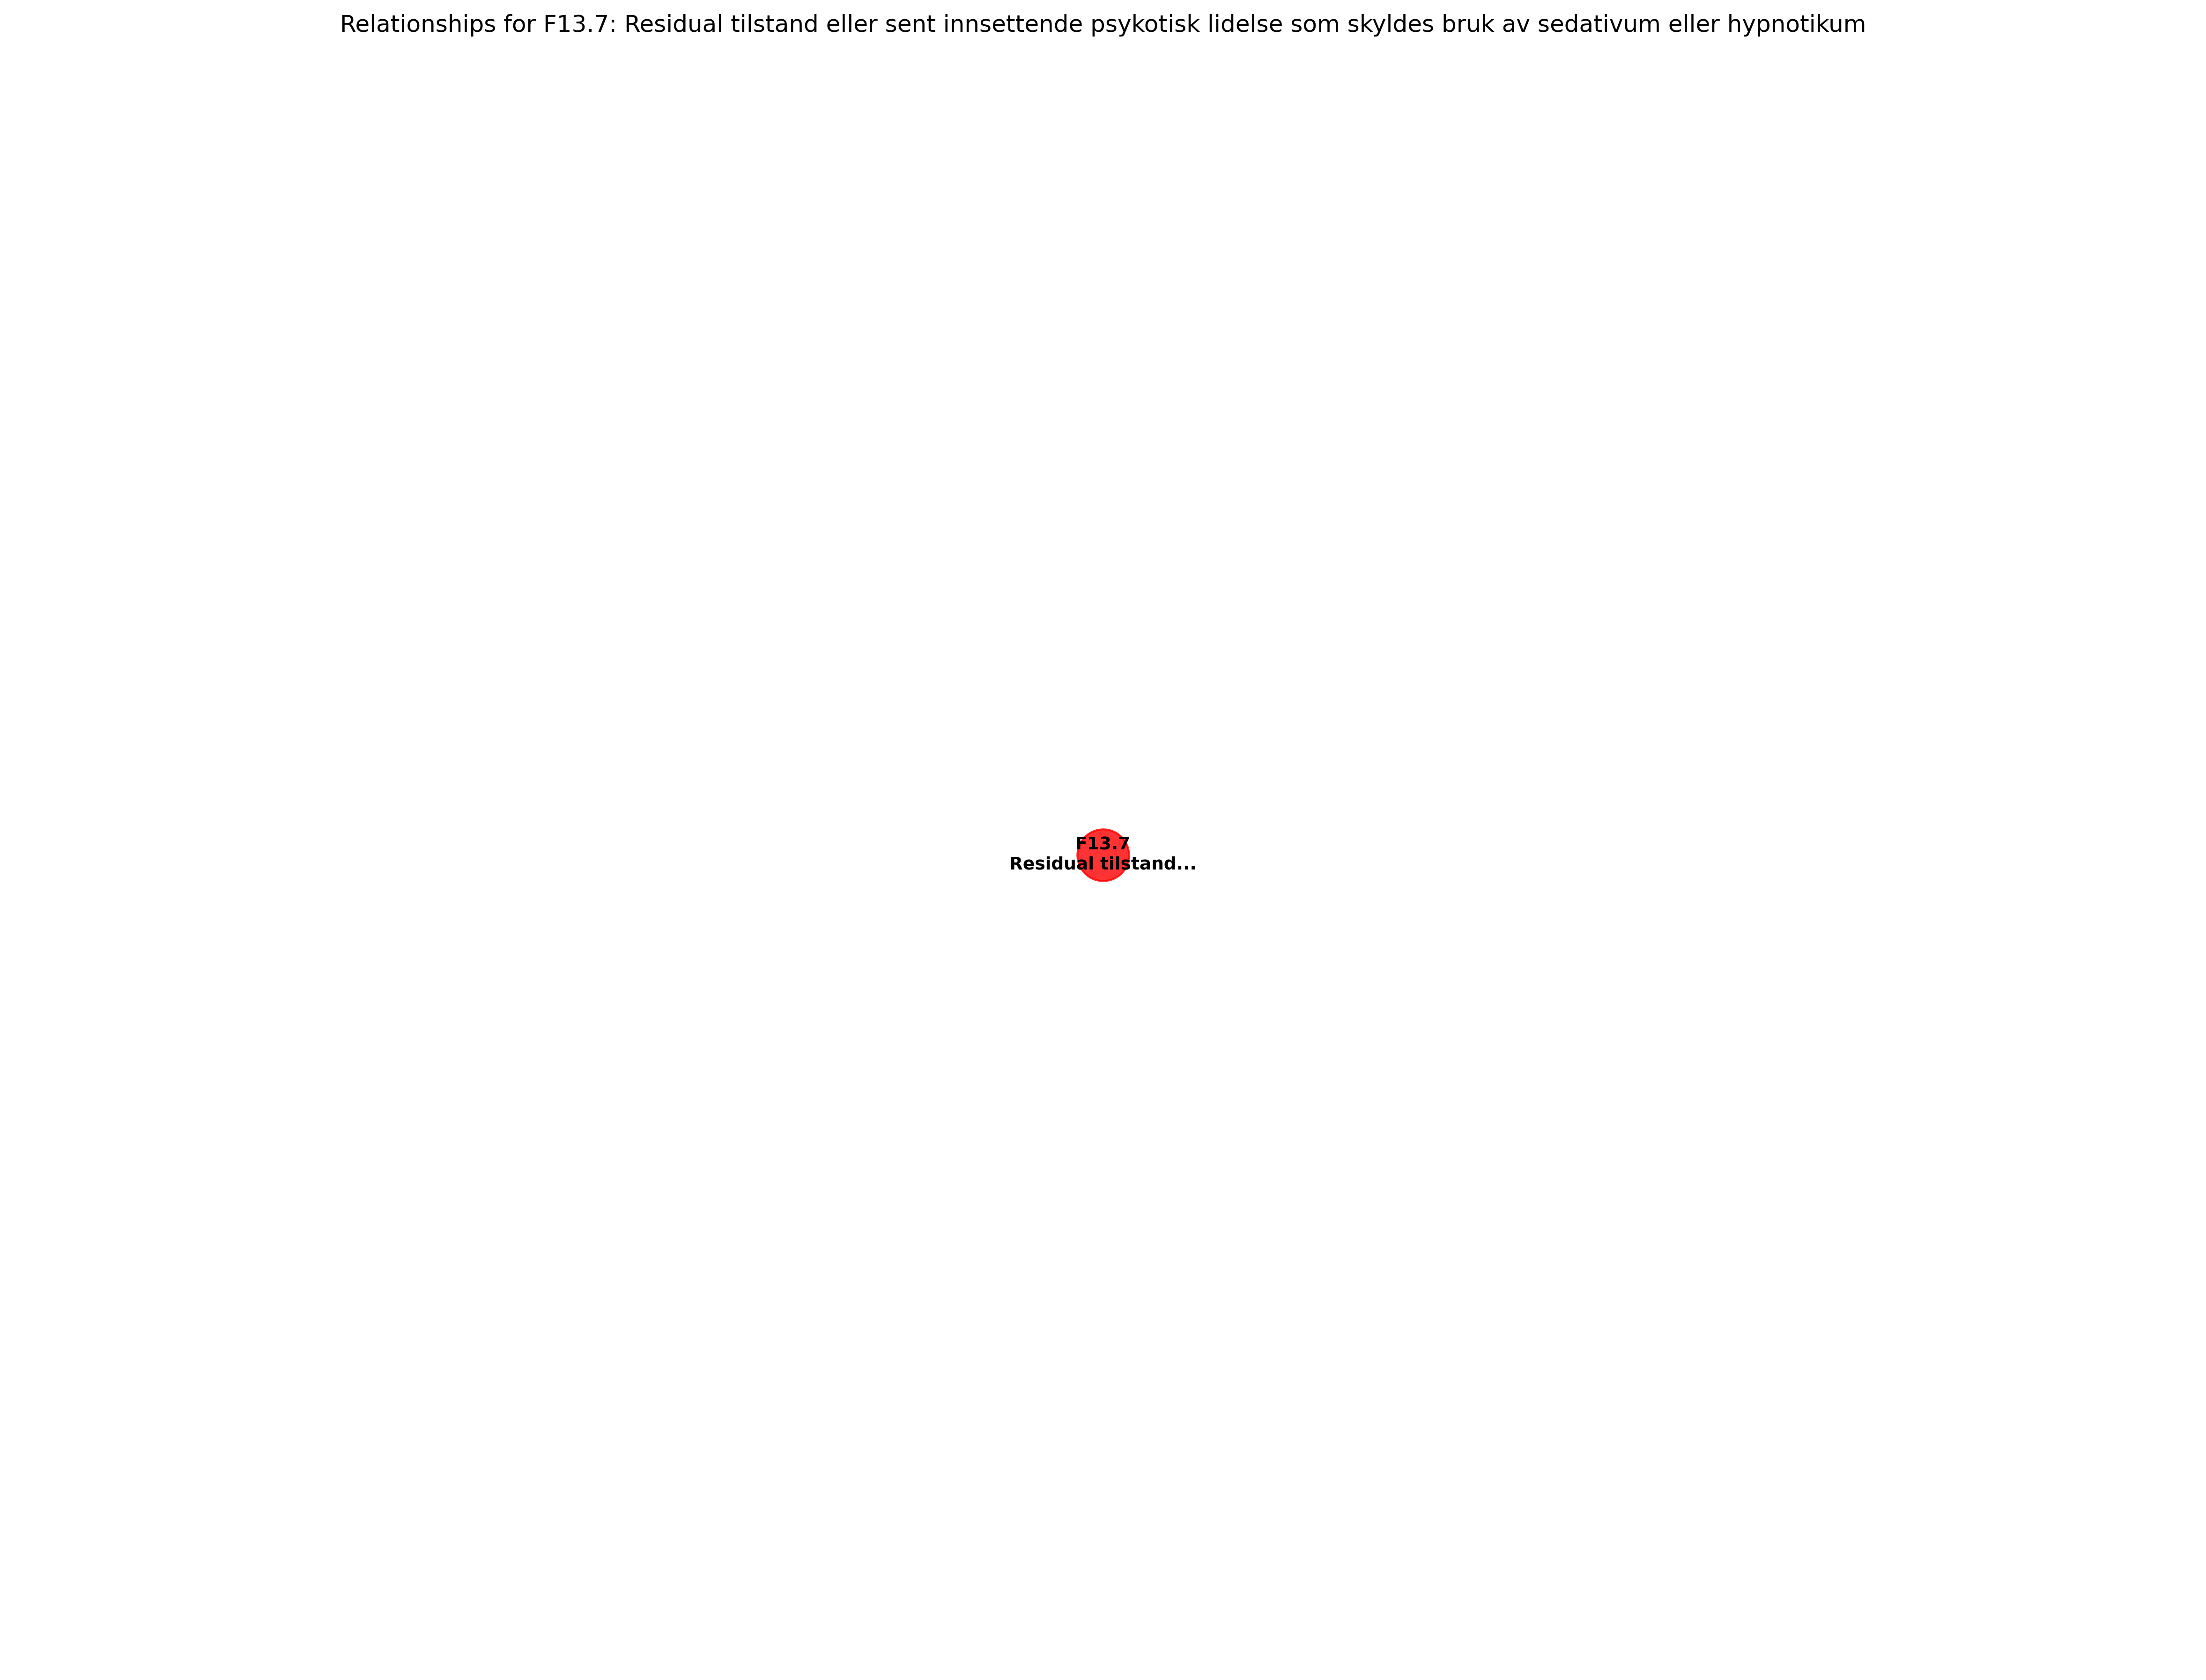 Relationships for F13.7: Residual tilstand eller sent innsettende psykotisk lidelse som skyldes bruk av sedativum eller hypnotikum
F13.7
Residual tilstand...